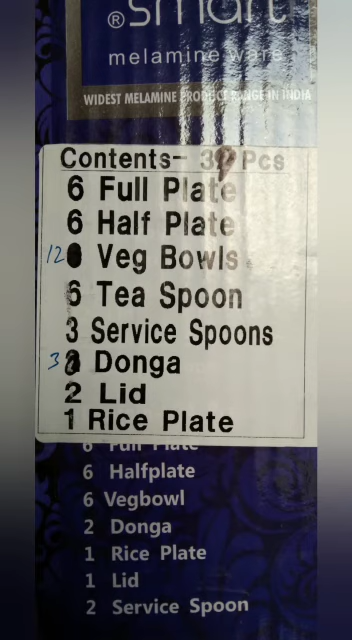 ®smart
melamine ware
WIDEST MELAMINE PRODUCT RANGE IN INDIA
Contents- 39 Pcs
6 Full Plate
6 Half Plate
12 Veg Bowls
6 Tea Spoon
3 Service Spoons
3 Donga
2 Lid
1 Rice Plate
6 Full Plate
6 Halfplate
6 Vegbowl
2 Donga
1 Rice Plate
1 Lid
2 Service Spoon